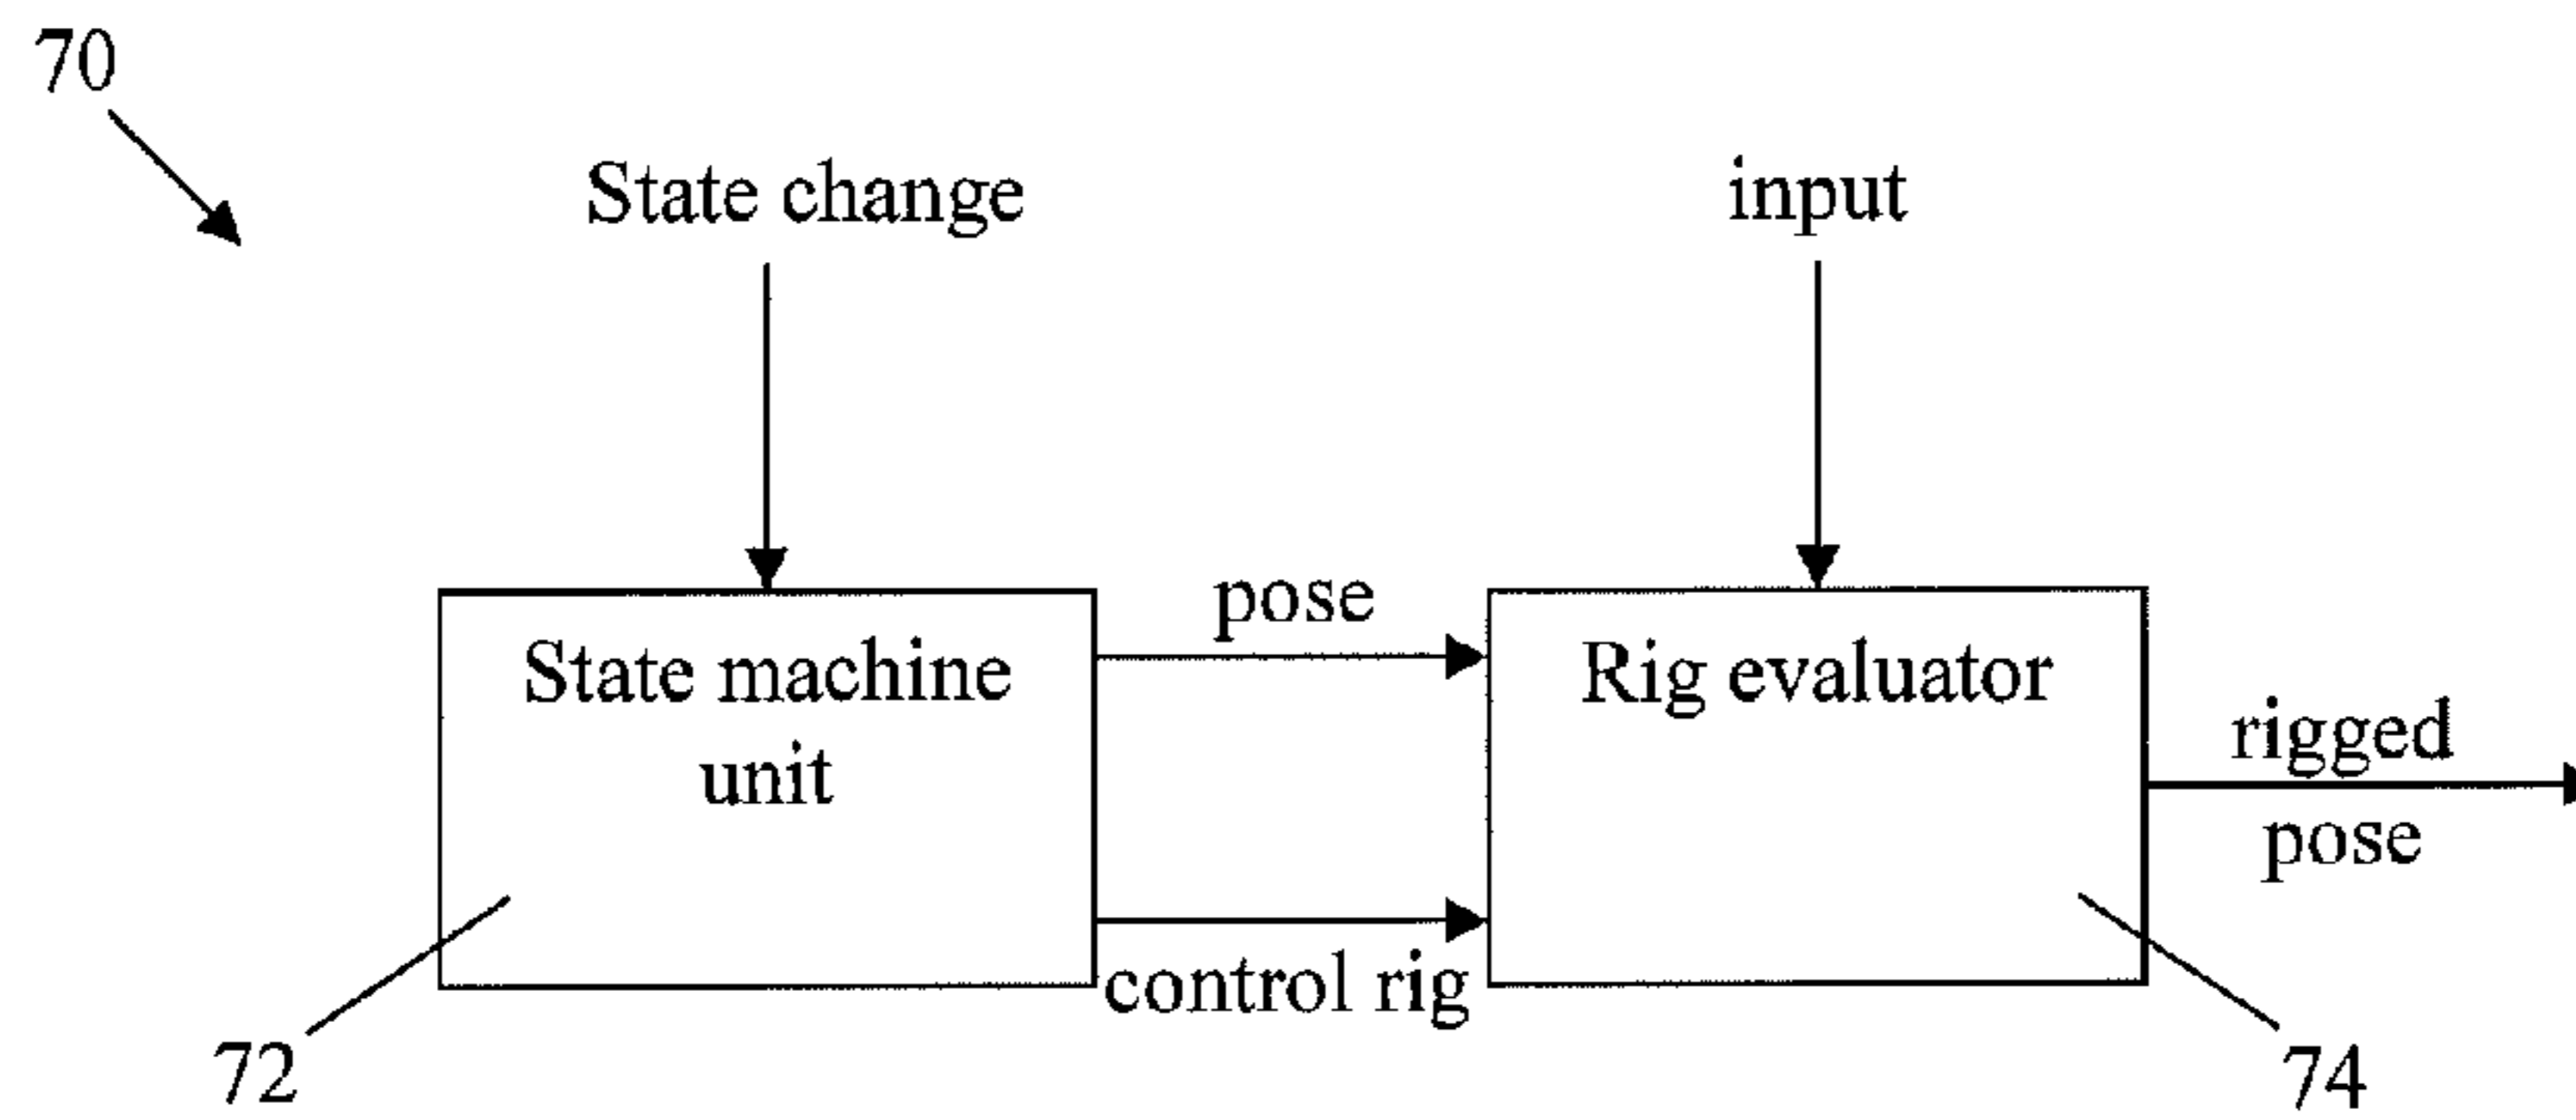 70
State change
input
pose
State machine
unit
Rig evaluator
rigged
pose
control rig
72
74